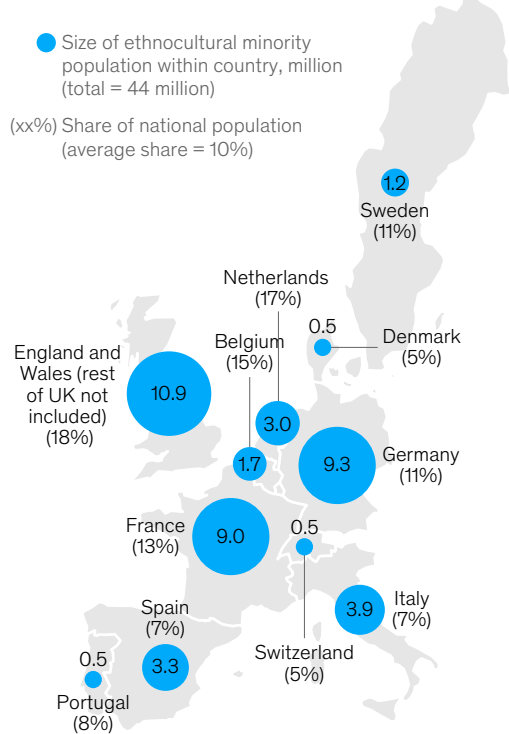 Size of ethnocultural minority
population within country, million
(total = 44 million)
(xx%) Share of national population
(average share = 10%)
1.2
Sweden
(11%)
Netherlands
(17%)
0.5
Denmark
(5%)
Belgium
(15%)
England and
Wales (rest
of UK not
included)
(18%)
10.9
3.0
1.7
9.3
Germany
(11%)
France
(13%)
9.0
0.5
Switzerland
(5%)
3.9
Italy
(7%)
Spain
(7%)
3.3
0.5
Portugal
(8%)